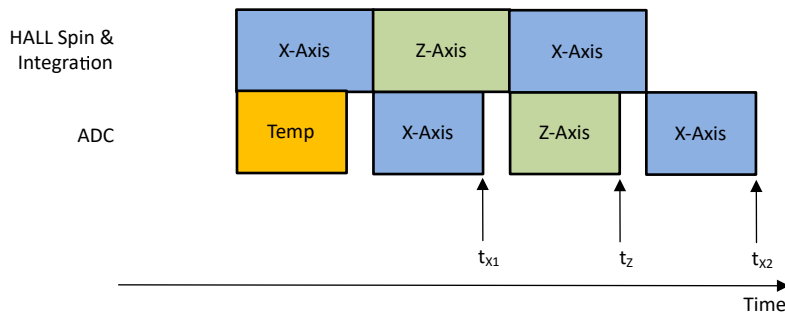 HALL Spin &
Integration
X-Axis
Z-Axis
X-Axis
ADC
Temp
X-Axis
Z-Axis
X-Axis
tX1
tZ
tX2
Time